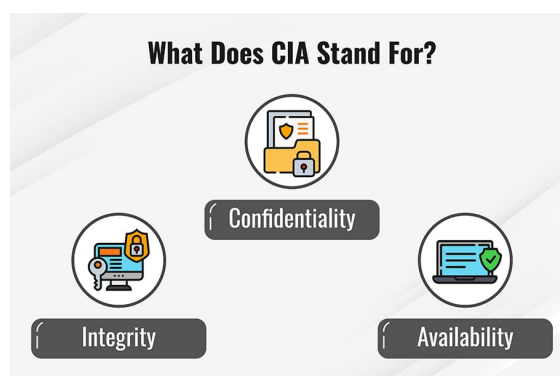 What Does CIA Stand For?
Confidentiality
Integrity
Availability